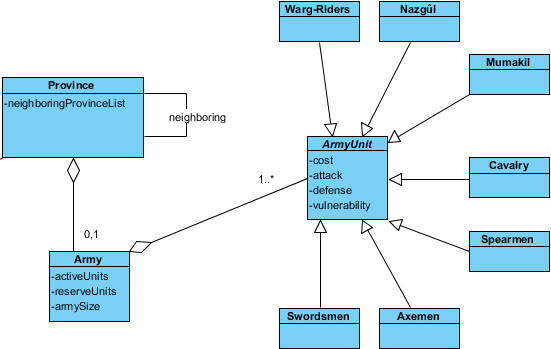 Warg-Riders
Nazgûl
Mumakil
Province
-neighboringProvinceList
neighboring
ArmyUnit
-cost
-attack
-defense
-vulnerability
Cavalry
1..*
0,1
Spearmen
Army
-activeUnits
-reserveUnits
-armySize
Swordsmen
Axemen